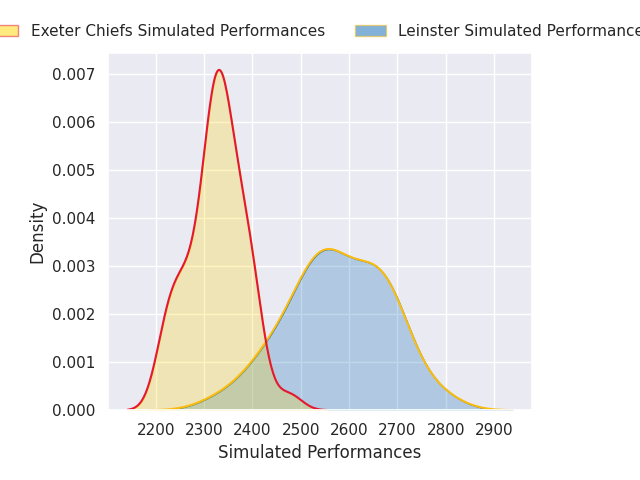 Exeter Chiefs Simulated Performances Leinster Simulated Performance
0.007
0.006
0.005
0.004
0.003
0.002
0.001
0.000
Density
2200 2300 2400 2500 2600 2700 2800 2900
Simulated Performances